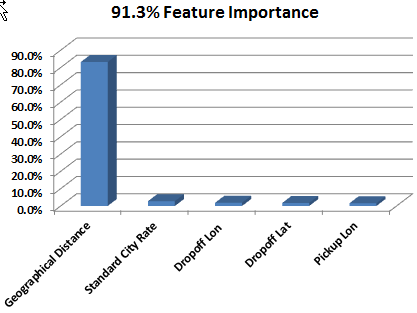 91.3% Feature Importance
90.0%
80.0%
70.0%
60.0%
50.0%
40.0%
30.0%
20.0%
10.0%
0.0%
Geographical Distance
Standard City Rate
Dropoff Lon
Dropoff Lat
Pickup Lon